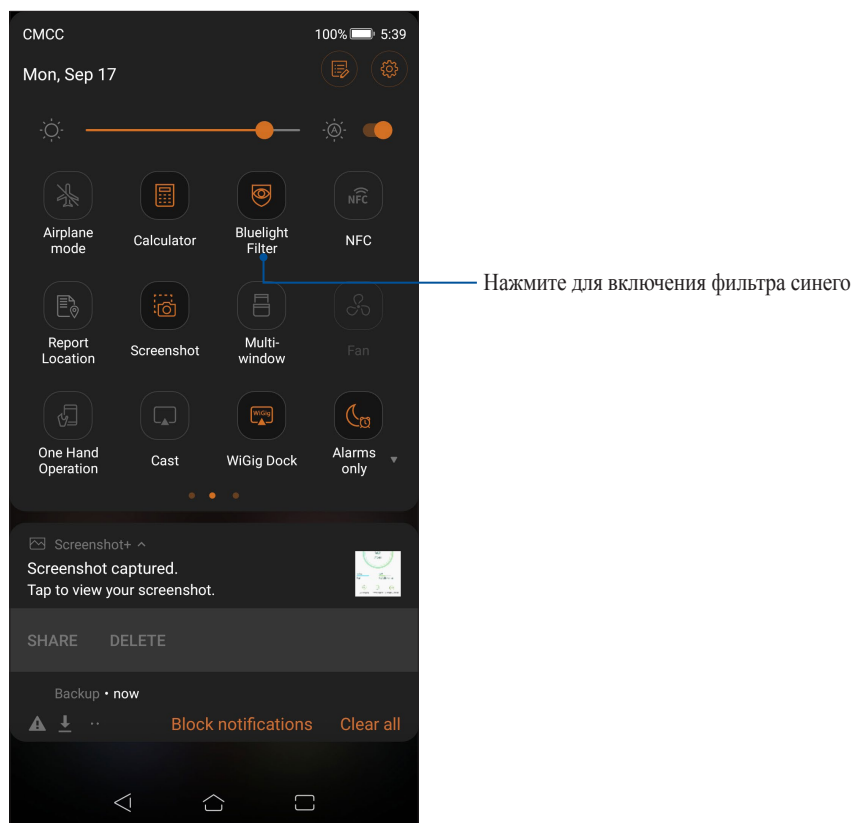 CMCC 100% 5:39
Mon, Sep 17
A
NFC
Airplane
mode
Calculator
Bluelight
Filter
NFC
Нажмите для включения фильтра синего
Report
Location
Screenshot
Multi-
window
Fan
WiGig
One Hand
Operation
Cast
WiGig Dock
Alarms
only
Screenshot+
Screenshot captured.
Tap to view your screenshot.
SHARE DELETE
Backup • now
Block notifications Clear all